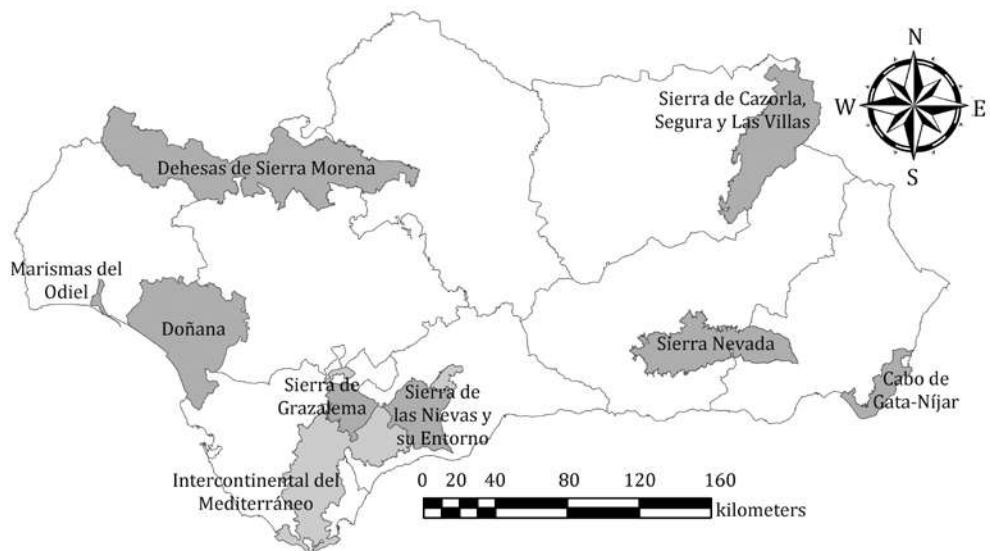 N
W
E
S
Sierra de Cazorla,
Segura y Las Villas
Dehesas de Sierra Morena
Marismas del
Odiel
Doñana
Sierra Nevada
Sierra de
Grazalema
Sierra de
las Nievas y
su Entorno
Cabo de
Gata-Níjar
Intercontinental del
Mediterráneo
0 20 40 80 120 160
kilometers